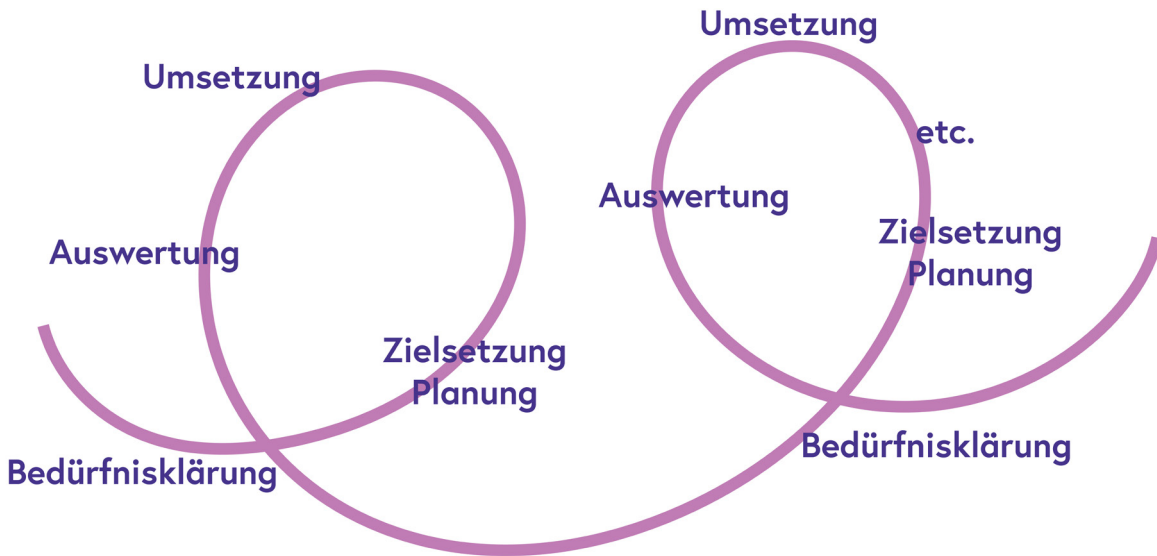 Umsetzung
Umsetzung
etc.
Auswertung
Zielsetzung
Planung
Auswertung
Zielsetzung
Planung
Bedürfnisklärung
Bedürfnisklärung